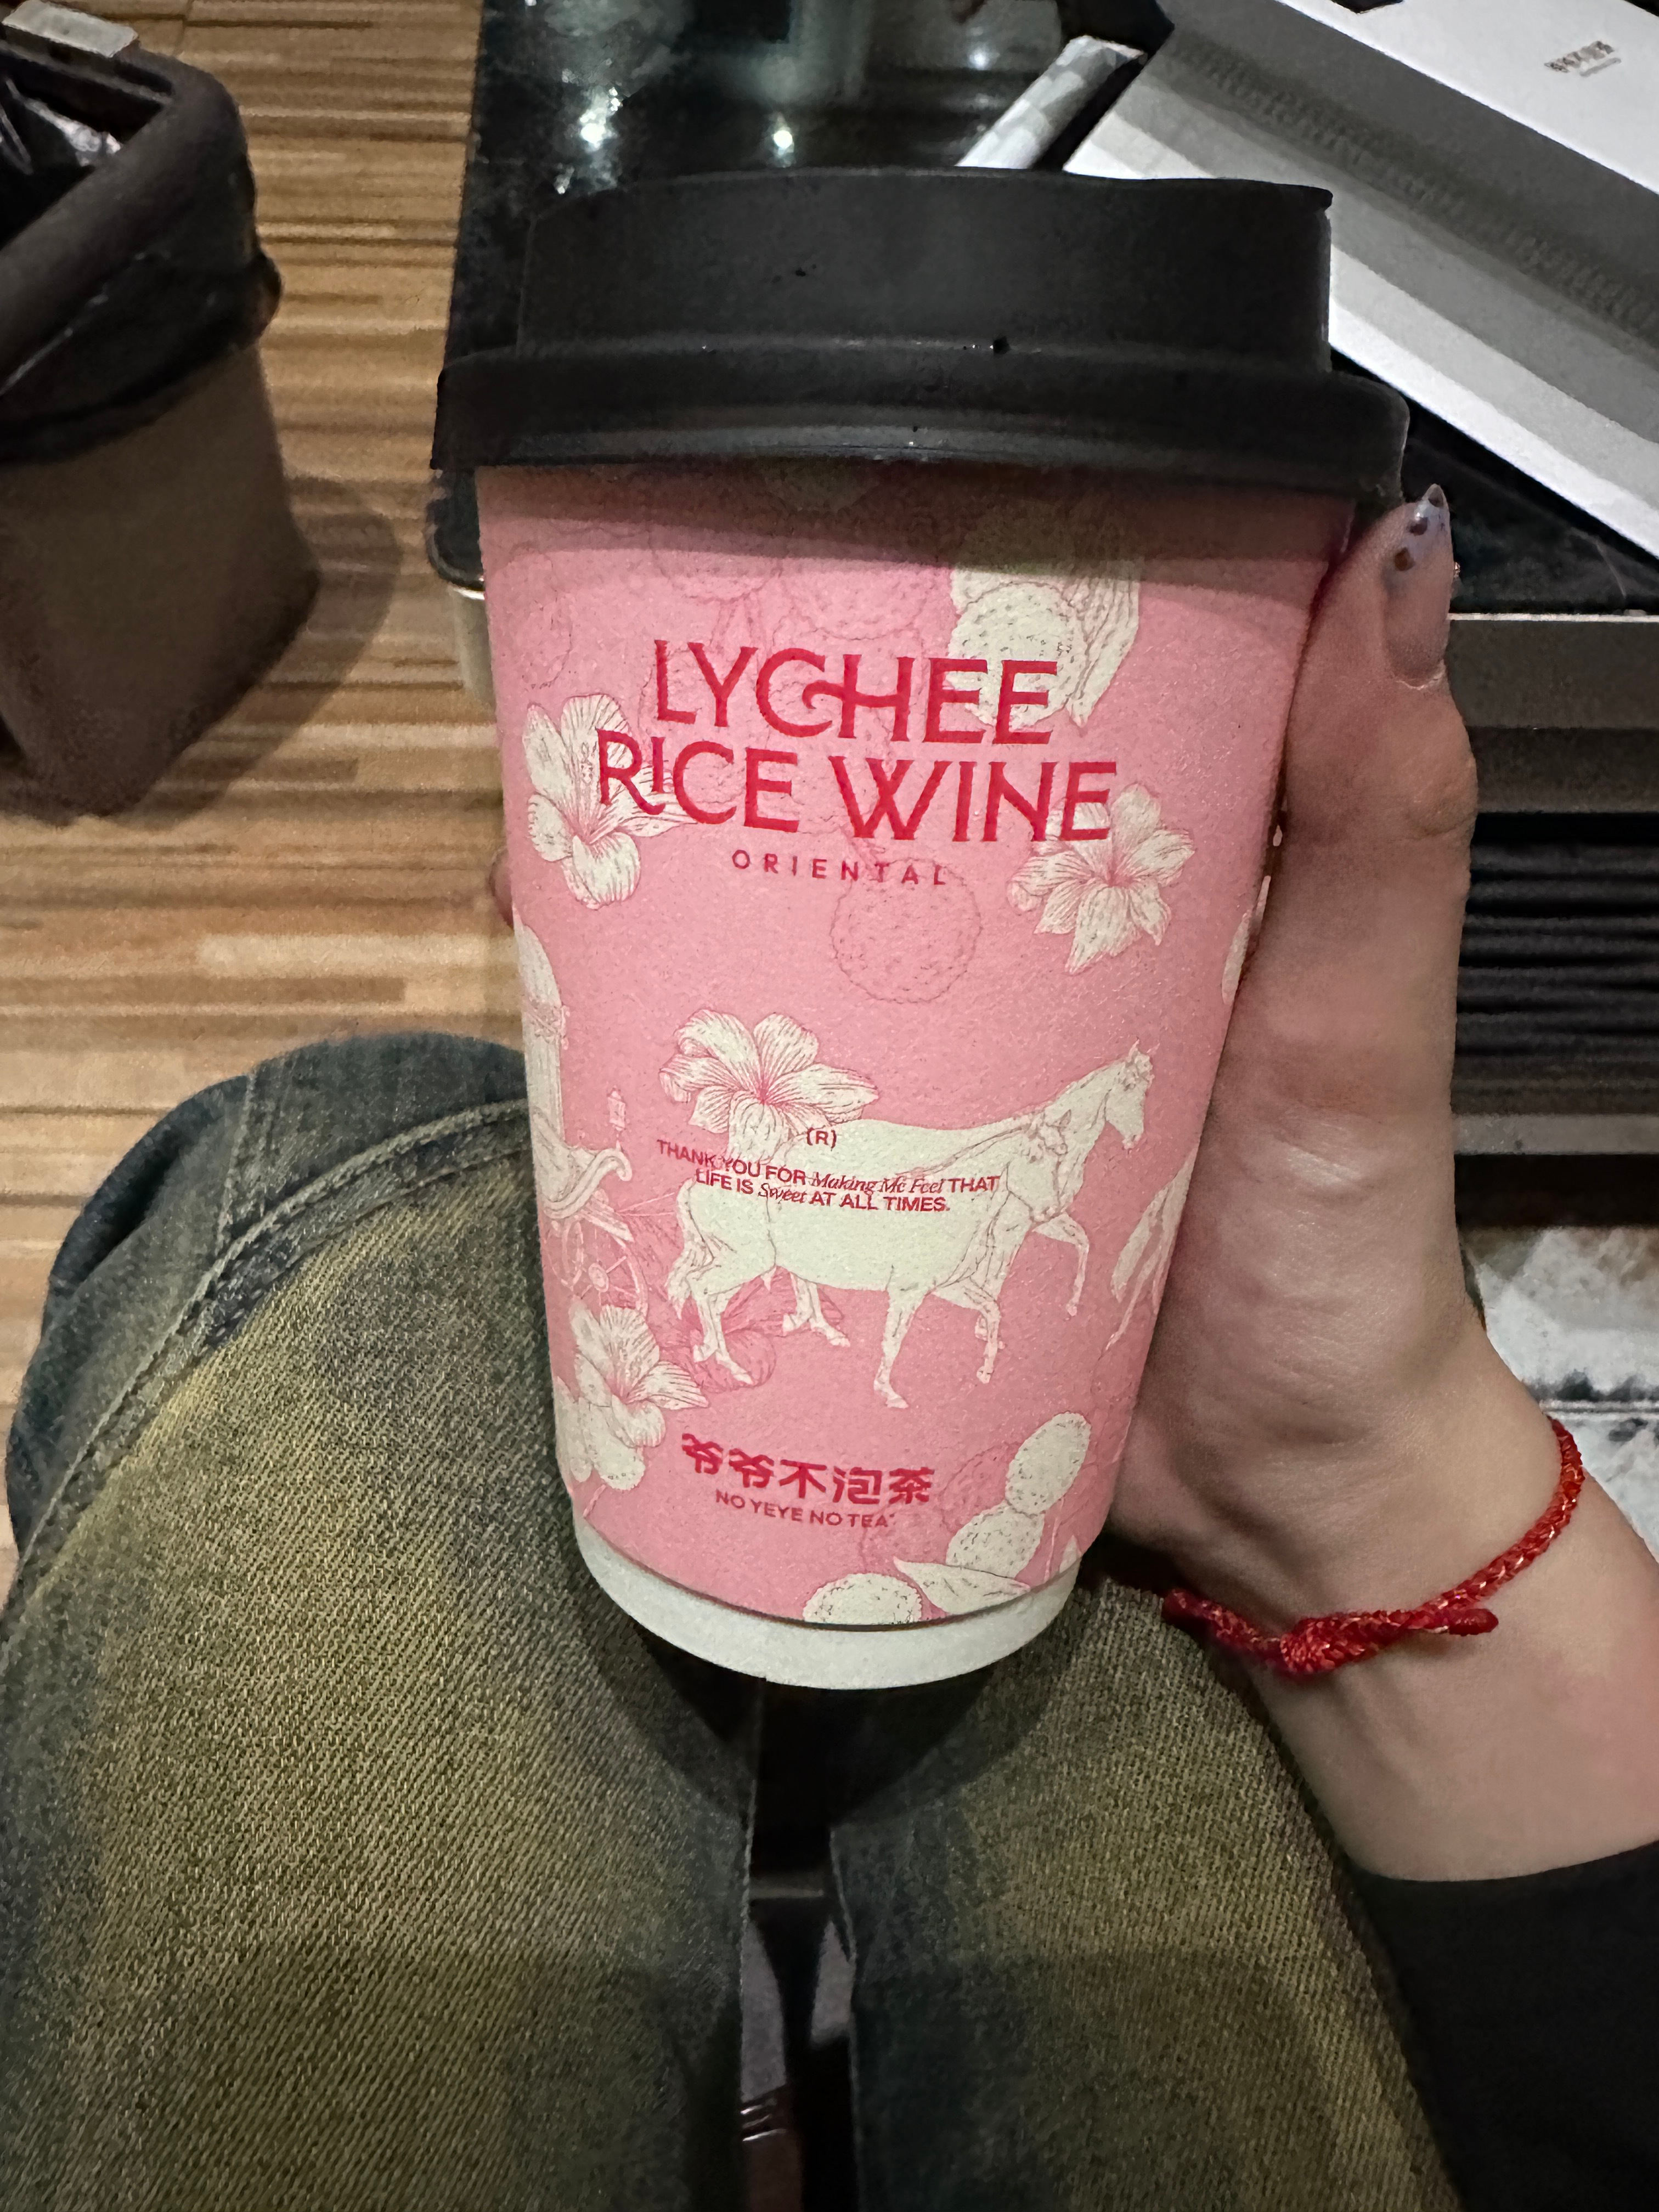 LYCHEE
RICE WINE
ORIENTAL
(R)
THANK YOU FOR Making Me Feel THAT
LIFE IS Sweet AT ALL TIMES.
爷爷不泡茶
NO YEYE NO TEA